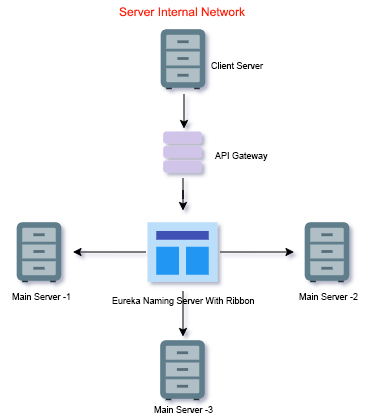 Server Internal Network
Client Server
API Gateway
Main Server -1
Eureka Naming Server With Ribbon
Main Server -2
Main Server -3